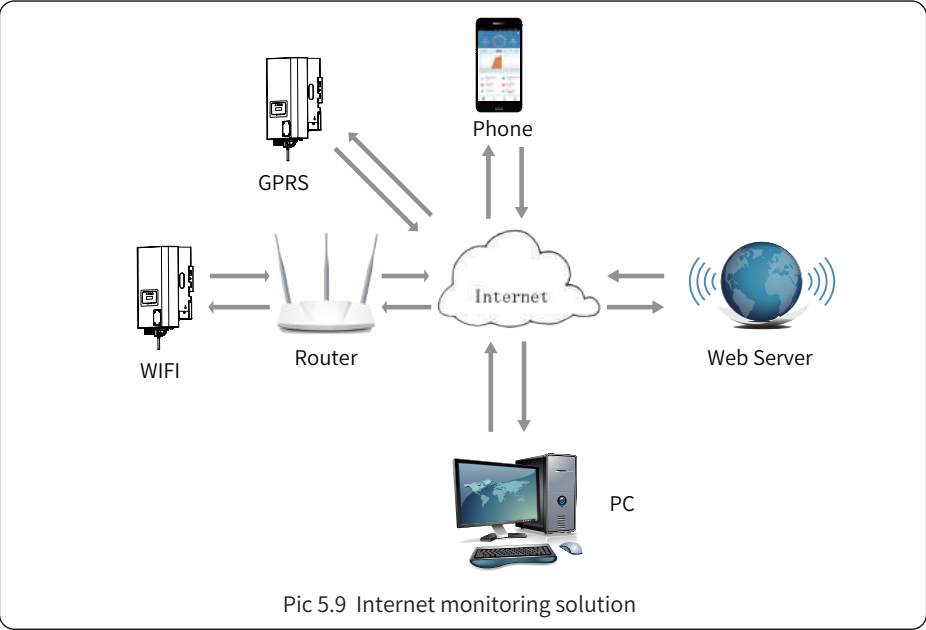 Phone
GPRS
Internet
WIFI
Router
Web Server
PC
Pic 5.9 Internet monitoring solution